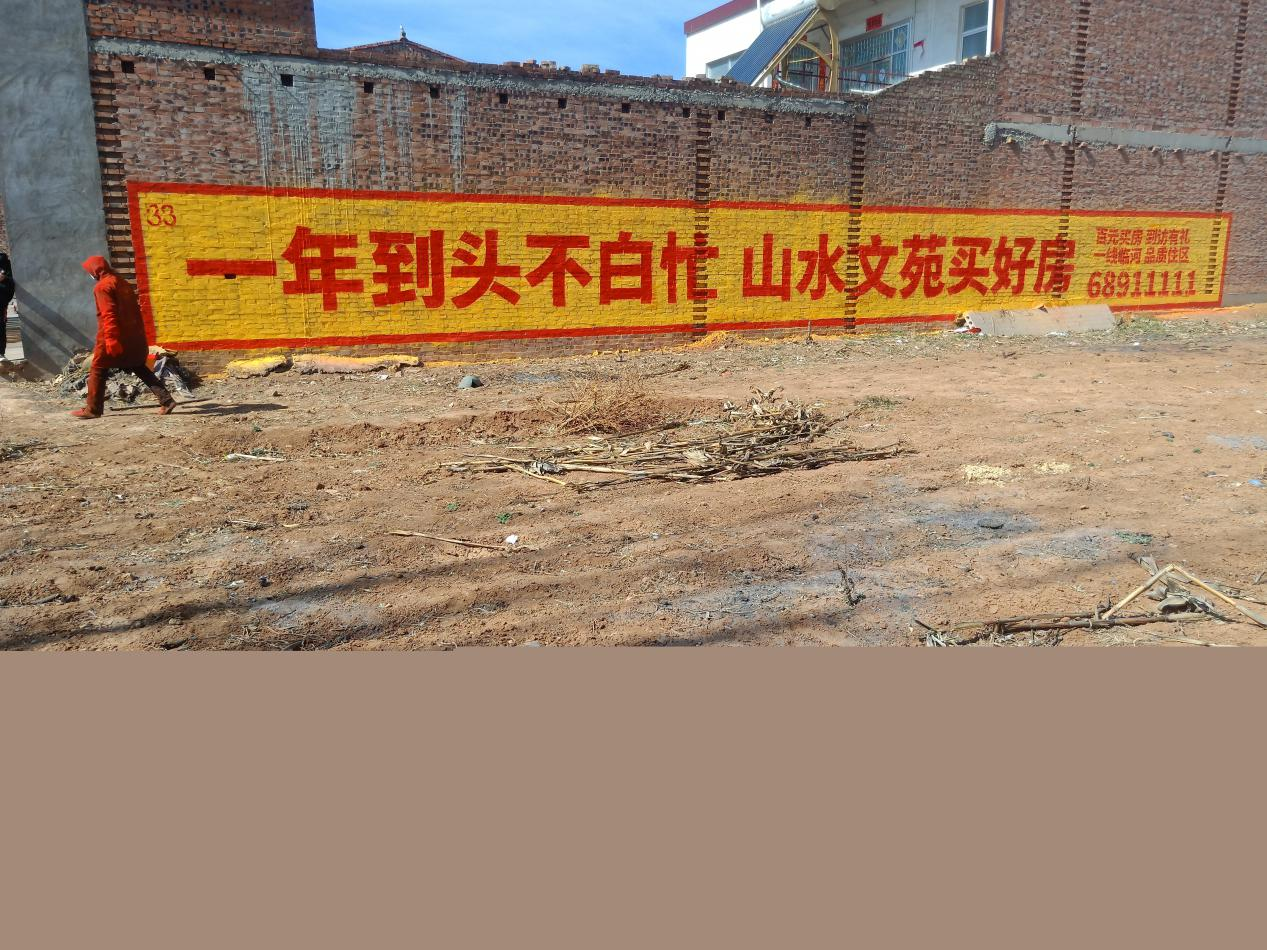 33
一年到头不白忙 山水文苑买好房
百元买房 到访有礼
一线临河 品质住区
68911111